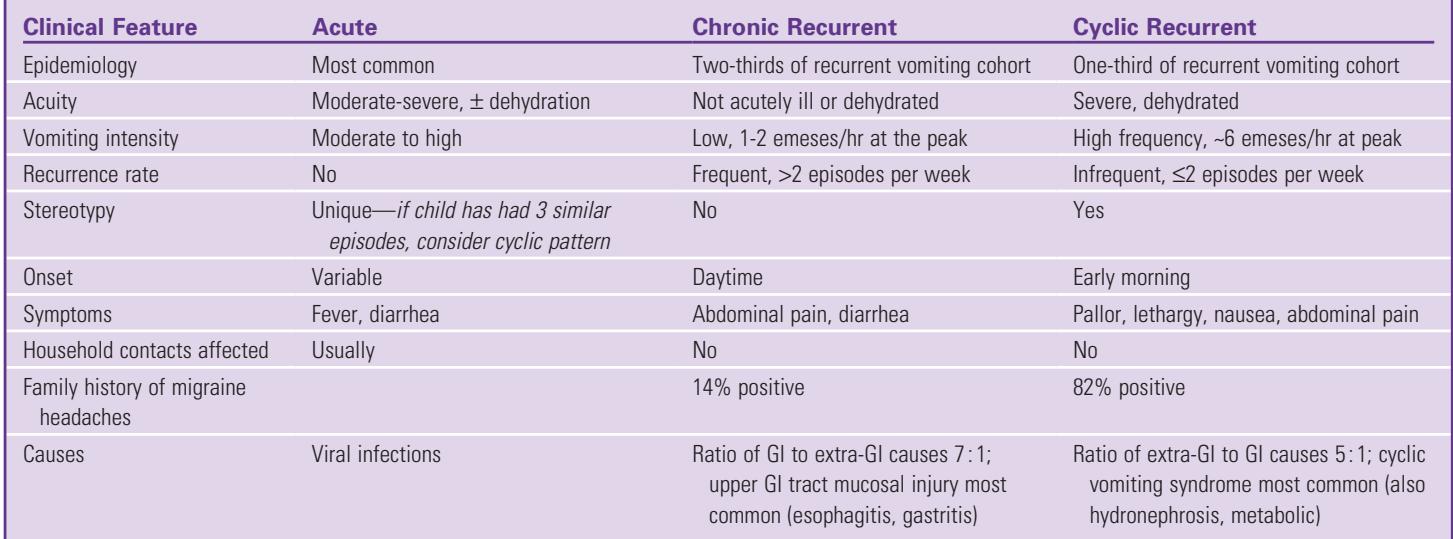 Clinical Feature Acute Chronic Recurrent Cyclic Recurrent
Epidemiology Most common Two-thirds of recurrent vomiting cohort One-third of recurrent vomiting cohort
Acuity Moderate-severe, ± dehydration Not acutely ill or dehydrated Severe, dehydrated
Vomiting intensity Moderate to high Low, 1-2 emeses/hr at the peak High frequency, ~6 emeses/hr at peak
Recurrence rate No Frequent, >2 episodes per week Infrequent, ≤2 episodes per week
Stereotypy Unique—if child has had 3 similar No Yes
episodes, consider cyclic pattern
Onset Variable Daytime Early morning
Symptoms Fever, diarrhea Abdominal pain, diarrhea Pallor, lethargy, nausea, abdominal pain
Household contacts affected Usually No No
Family history of migraine 14% positive 82% positive
headaches
Causes Viral infections Ratio of GI to extra-GI causes 7:1; Ratio of extra-GI to GI causes 5:1; cyclic
upper GI tract mucosal injury most vomiting syndrome most common (also
common (esophagitis, gastritis) hydronephrosis, metabolic)